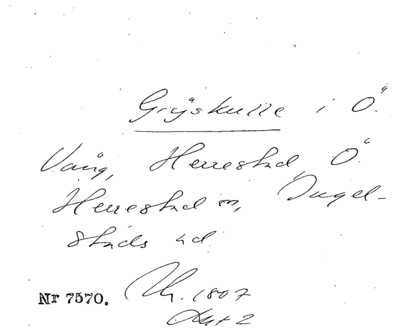 Gryskulle i Ö.
Vång, Herrestad, Ö.
Herrestad sn, Ingel-
stads hd
Nr 7570. 1807